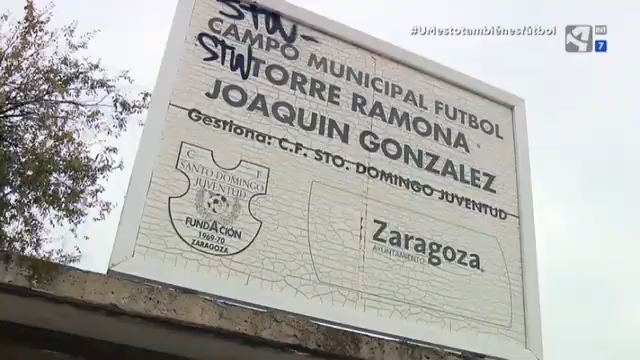 #UMestotambiénesfútbol
INT
7
STW-
CAMPO MUNICIPAL FUTBOL
STW
TORRE RAMONA
JOAQUIN GONZALEZ
Gestiona: C.F. STO. DOMINGO JUVENTUD
C F
SANTO DOMINGO
JUVENTUD
FUNDACIÓN
1969-70
ZARAGOZA
Zaragoza
AYUNTAMIENTO